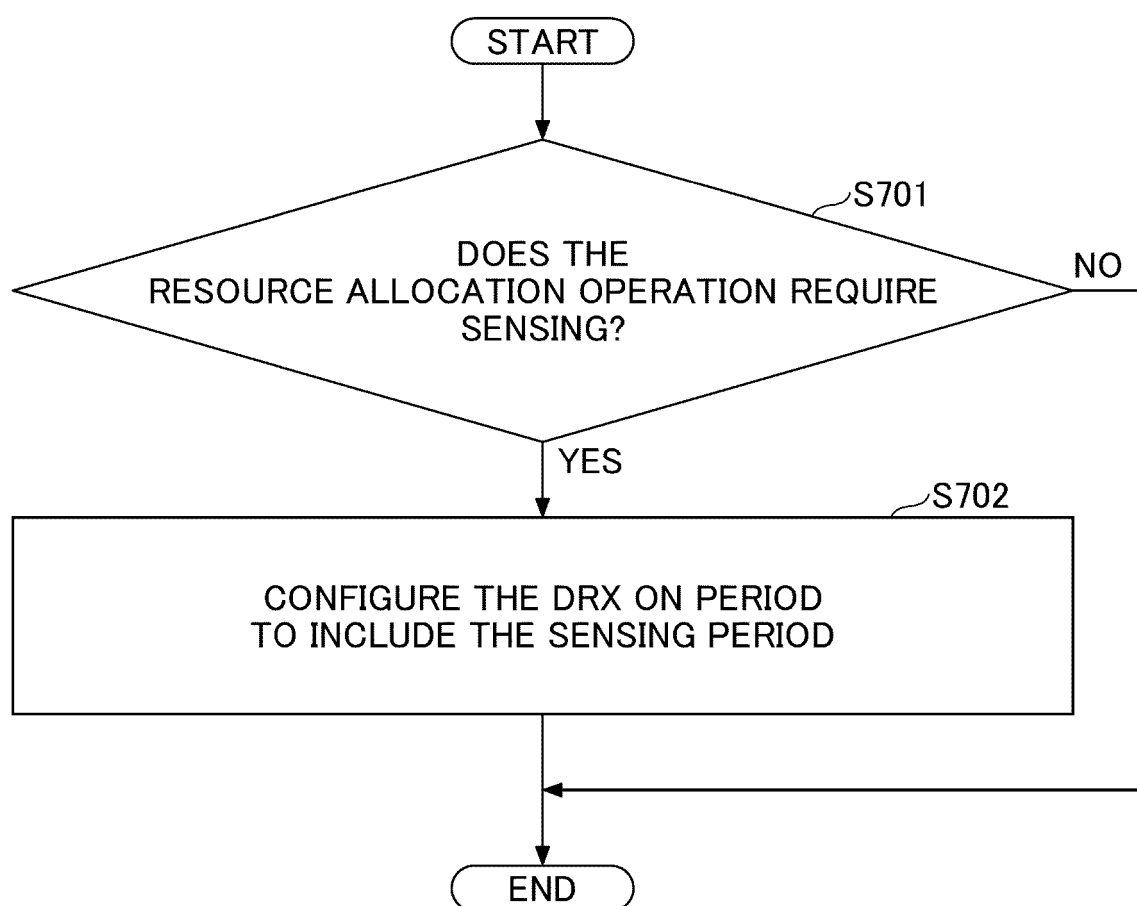 START
S701
DOES THE
RESOURCE ALLOCATION OPERATION REQUIRE
SENSING?
NO
YES
S702
CONFIGURE THE DRX ON PERIOD
TO INCLUDE THE SENSING PERIOD
END